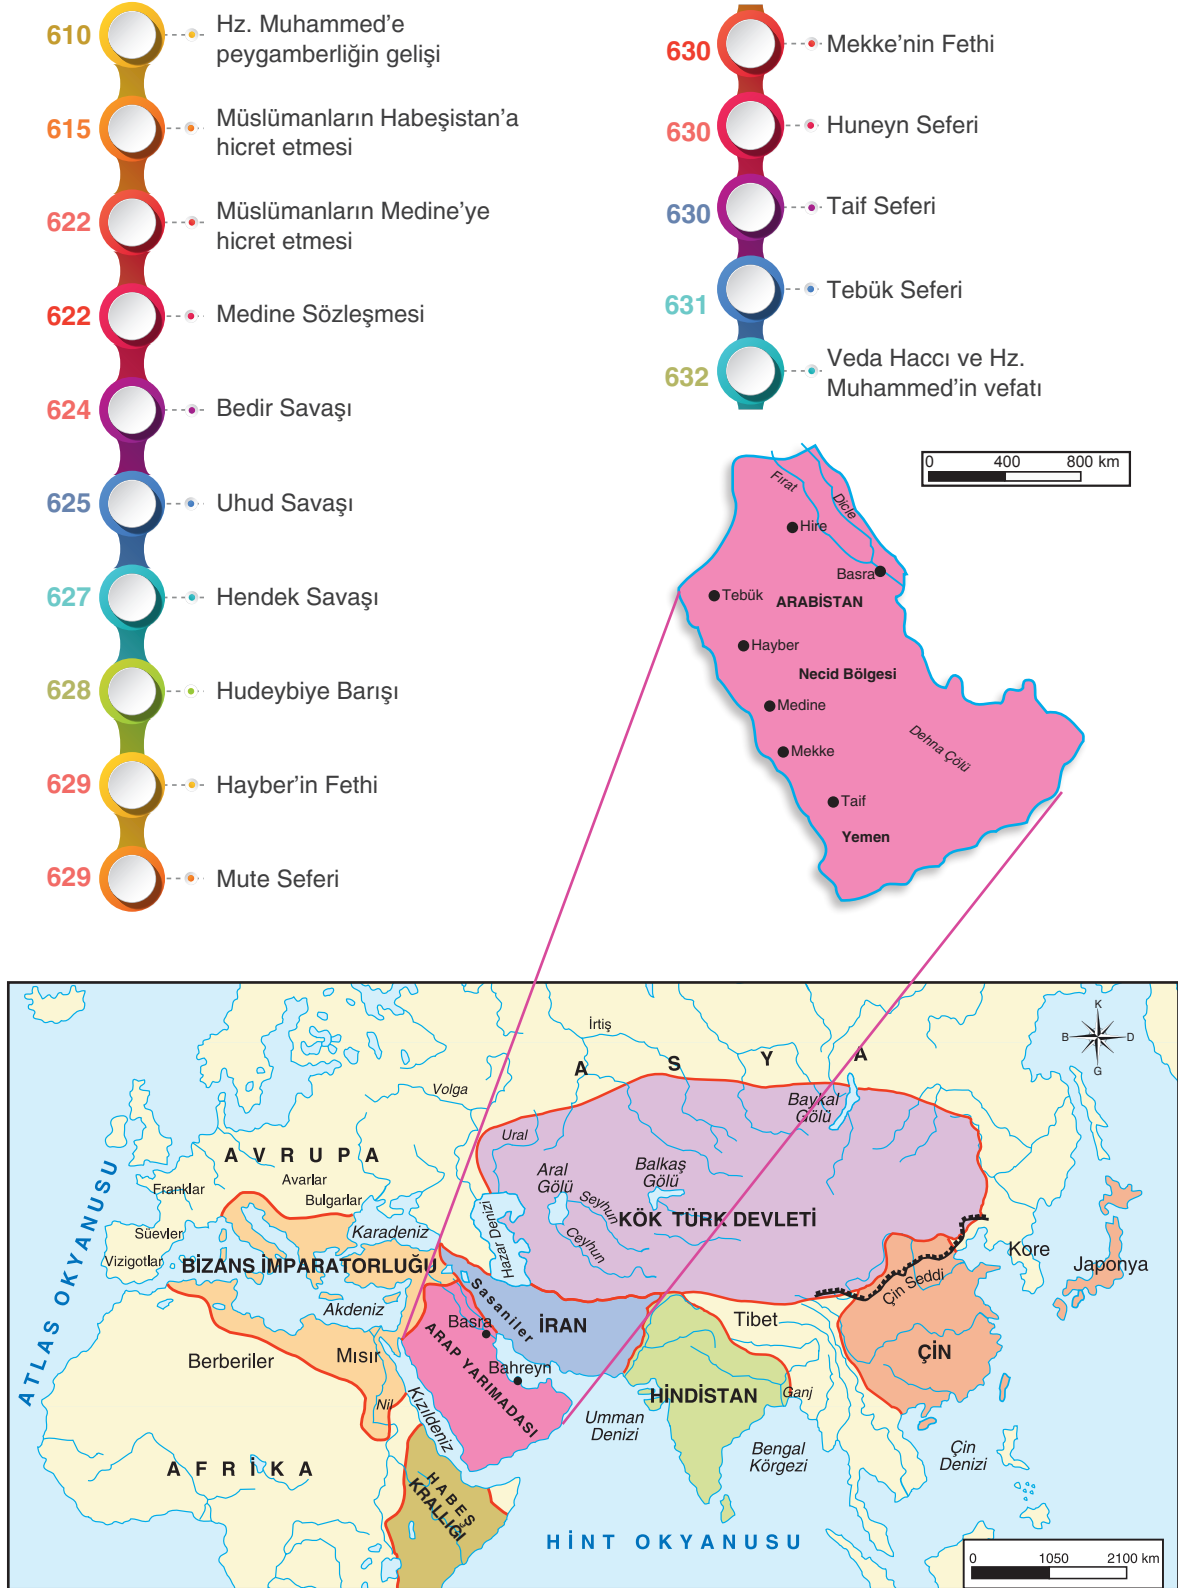 610
Hz. Muhammed’e
peygamberliğin gelişi
615
Müslümanların Habeşistan’a
hicret etmesi
622
Müslümanların Medine’ye
hicret etmesi
622
Medine Sözleşmesi
624
Bedir Savaşı
625
Uhud Savaşı
627
Hendek Savaşı
628
Hudeybiye Barışı
629
Hayber’in Fethi
629
Mute Seferi
630
Mekke’nin Fethi
630
Huneyn Seferi
630
Taif Seferi
631
Tebük Seferi
632
Veda Haccı ve Hz.
Muhammed’in vefatı
0 400 800 km
Fırat
Dicle
Hire
Basra
Tebük
ARABİSTAN
Hayber
Necid Bölgesi
Medine
Dehna Çölü
Mekke
Taif
Yemen
K
B D
G
İrtiş
A S Y A
Volga
Baykal
Gölü
Ural
AVRUPA
Avarlar
Franklar
Bulgarlar
Aral
Gölü
Balkaş
Gölü
Seyhun
KÖK TÜRK DEVLETİ
Ceyhun
Hazar Denizi
Karadeniz
Süevler
Vizigotlar
BİZANS İMPARATORLUĞU
ATLAS OKYANUSU
Akdeniz
Sasaniler
İRAN
Basra
ARAP YARIMADASI
Bahreyn
Berberiler
Mısır
Nil
Kızıldeniz
Tibet
Çin Seddi
Kore
Japonya
ÇİN
HİNDİSTAN
Ganj
Umman
Denizi
Bengal
Körgezi
Çin
Denizi
AFRİKA
HABEŞ
KRALLIĞI
HİNT OKYANUSU
0 1050 2100 km